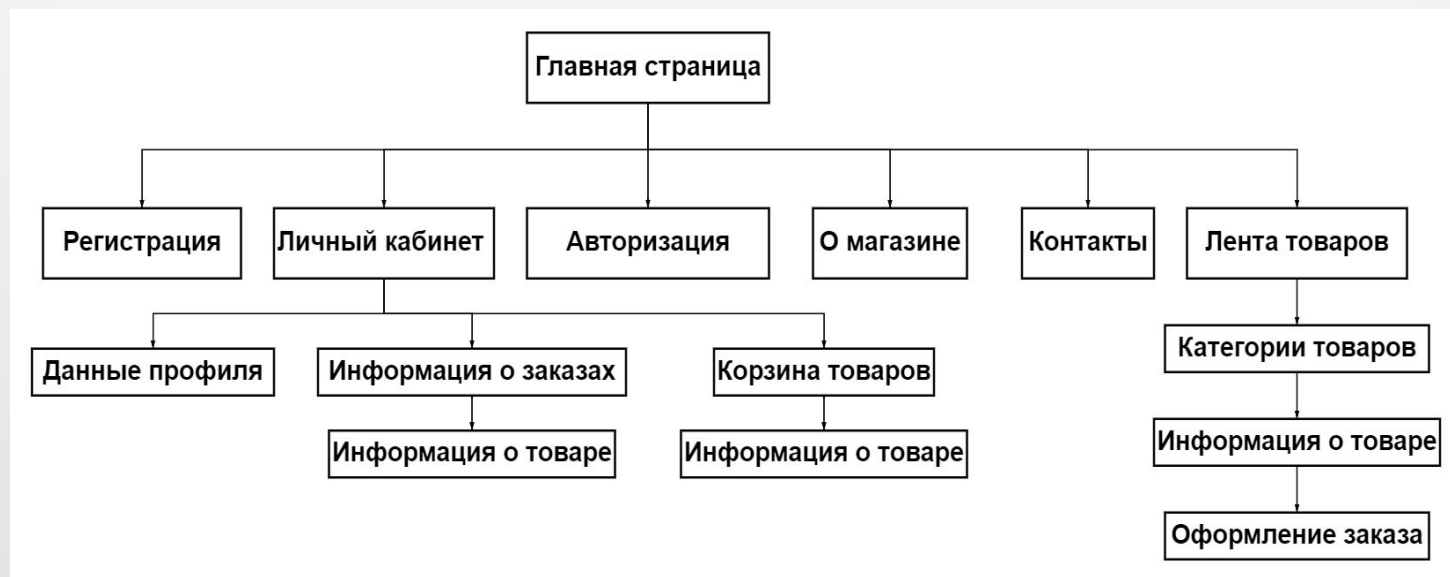 Главная страница
Регистрация
Личный кабинет
Авторизация
О магазине
Контакты
Лента товаров
Данные профиля
Информация о заказах
Корзина товаров
Категории товаров
Информация о товаре
Информация о товаре
Информация о товаре
Оформление заказа